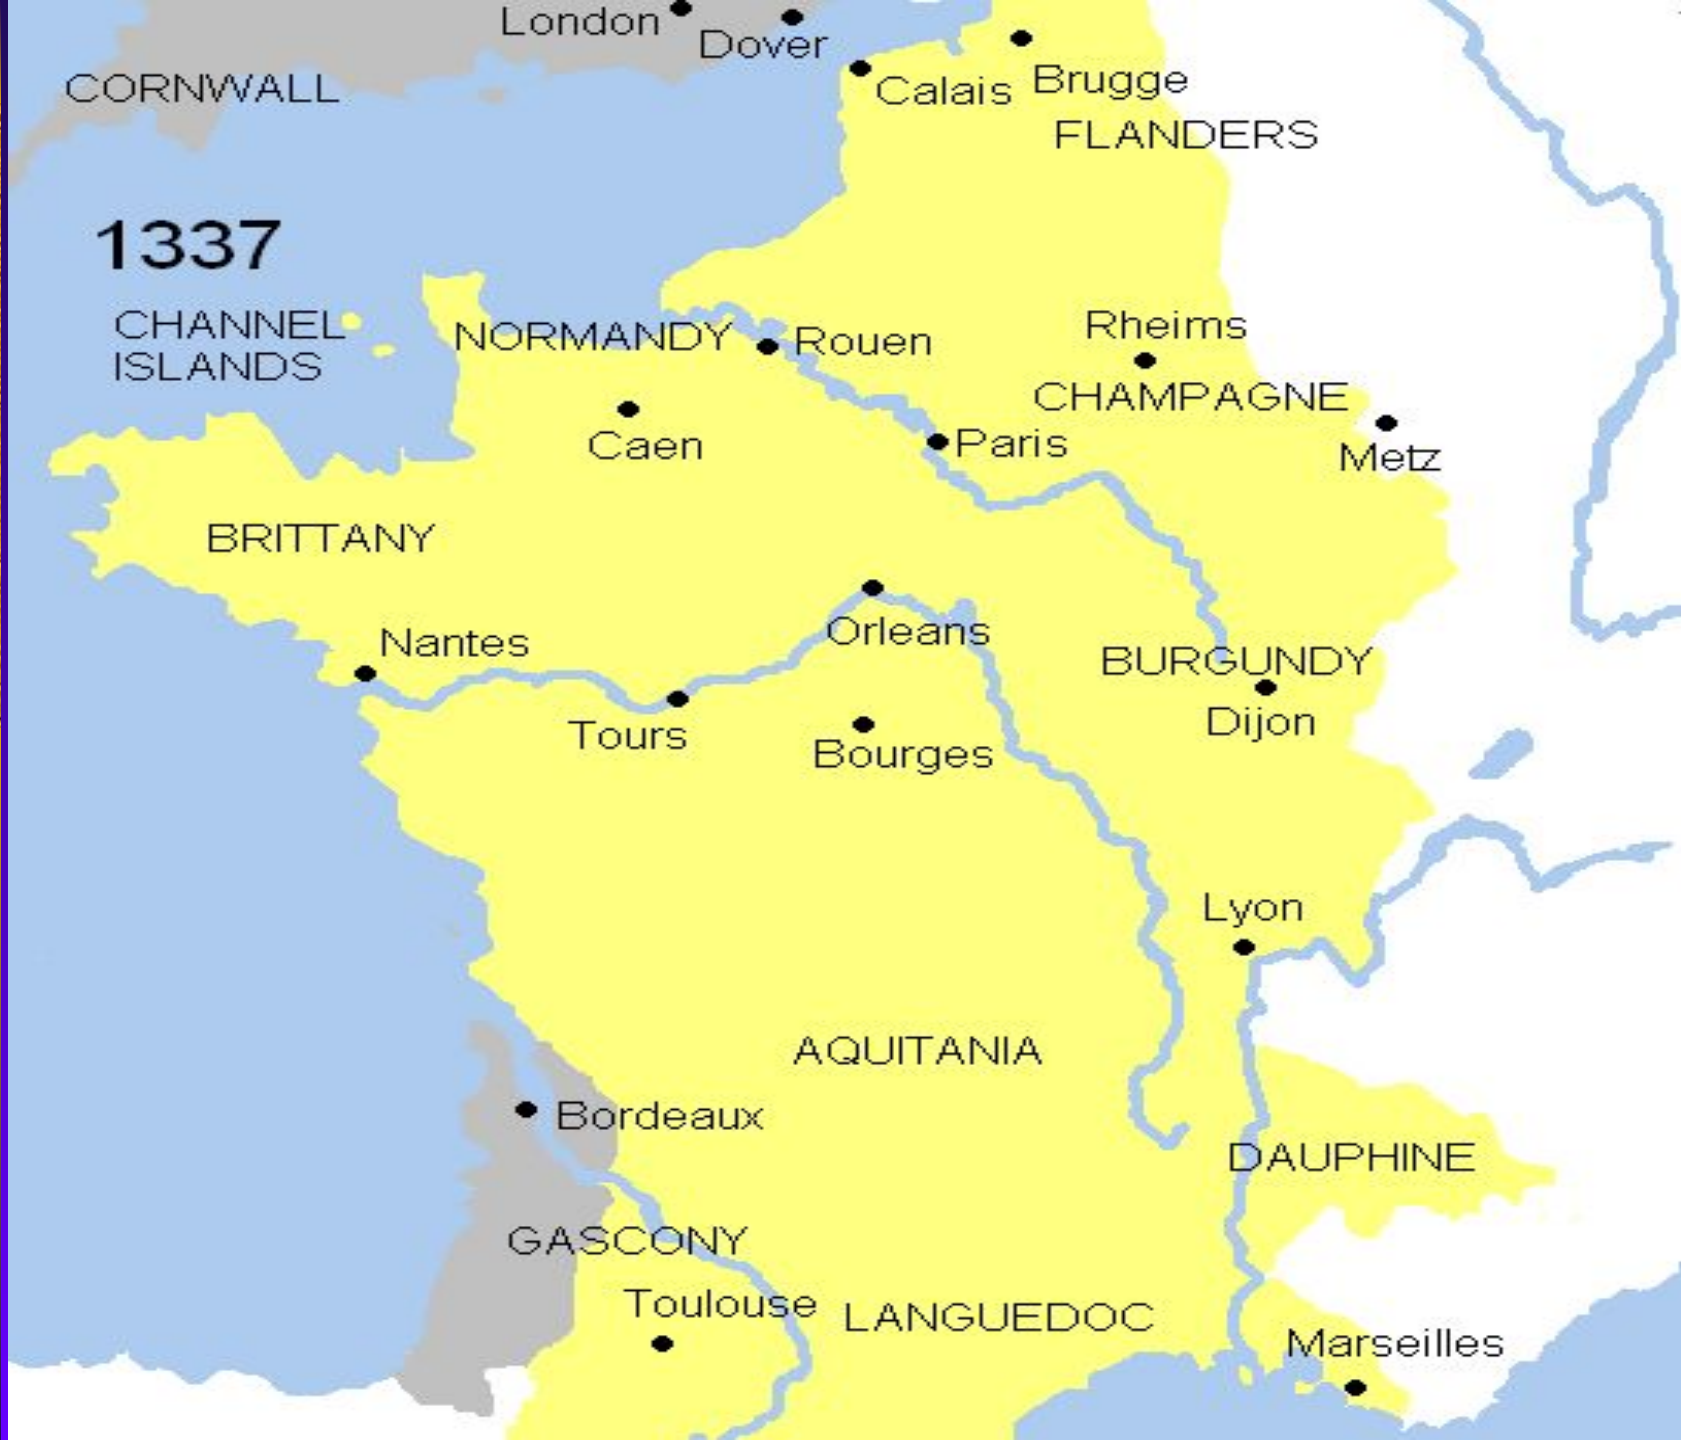 London
Dover
CORNWALL
Calais
Brugge
FLANDERS
1337
CHANNEL
ISLANDS
NORMANDY
Rouen
Rheims
CHAMPAGNE
Caen
Paris
Metz
BRITTANY
Nantes
Orleans
BURGUNDY
Tours
Bourges
Dijon
Lyon
AQUITANIA
Bordeaux
DAUPHINE
GASCONY
Toulouse
LANGUEDOC
Marseilles